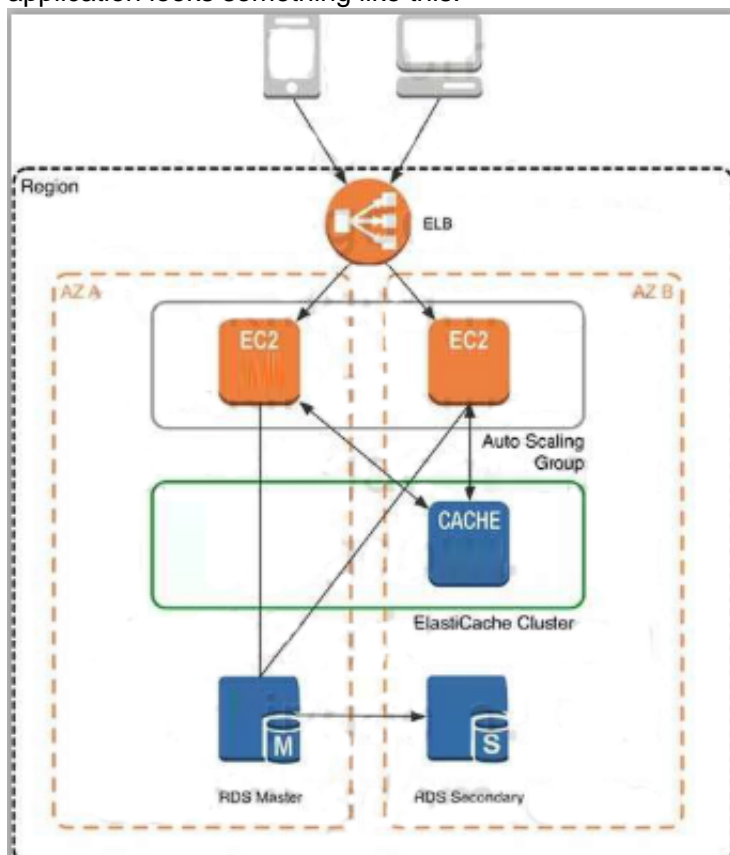 application looks something like this:
Region
ELB
AZ A
AZ B
EC2
EC2
Auto Scaling
Group
CACHE
ElastiCache Cluster
M
S
RDS Master
RDS Secondary